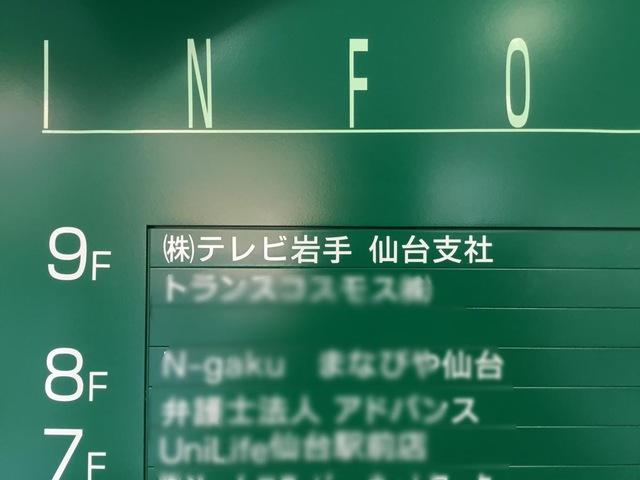 INFO
9F
㈱テレビ岩手 仙台支社
トランスコスモス㈱
8F
N-gaku まなびや仙台
弁護士法人 アドバンス
7F
UniLife仙台駅前店